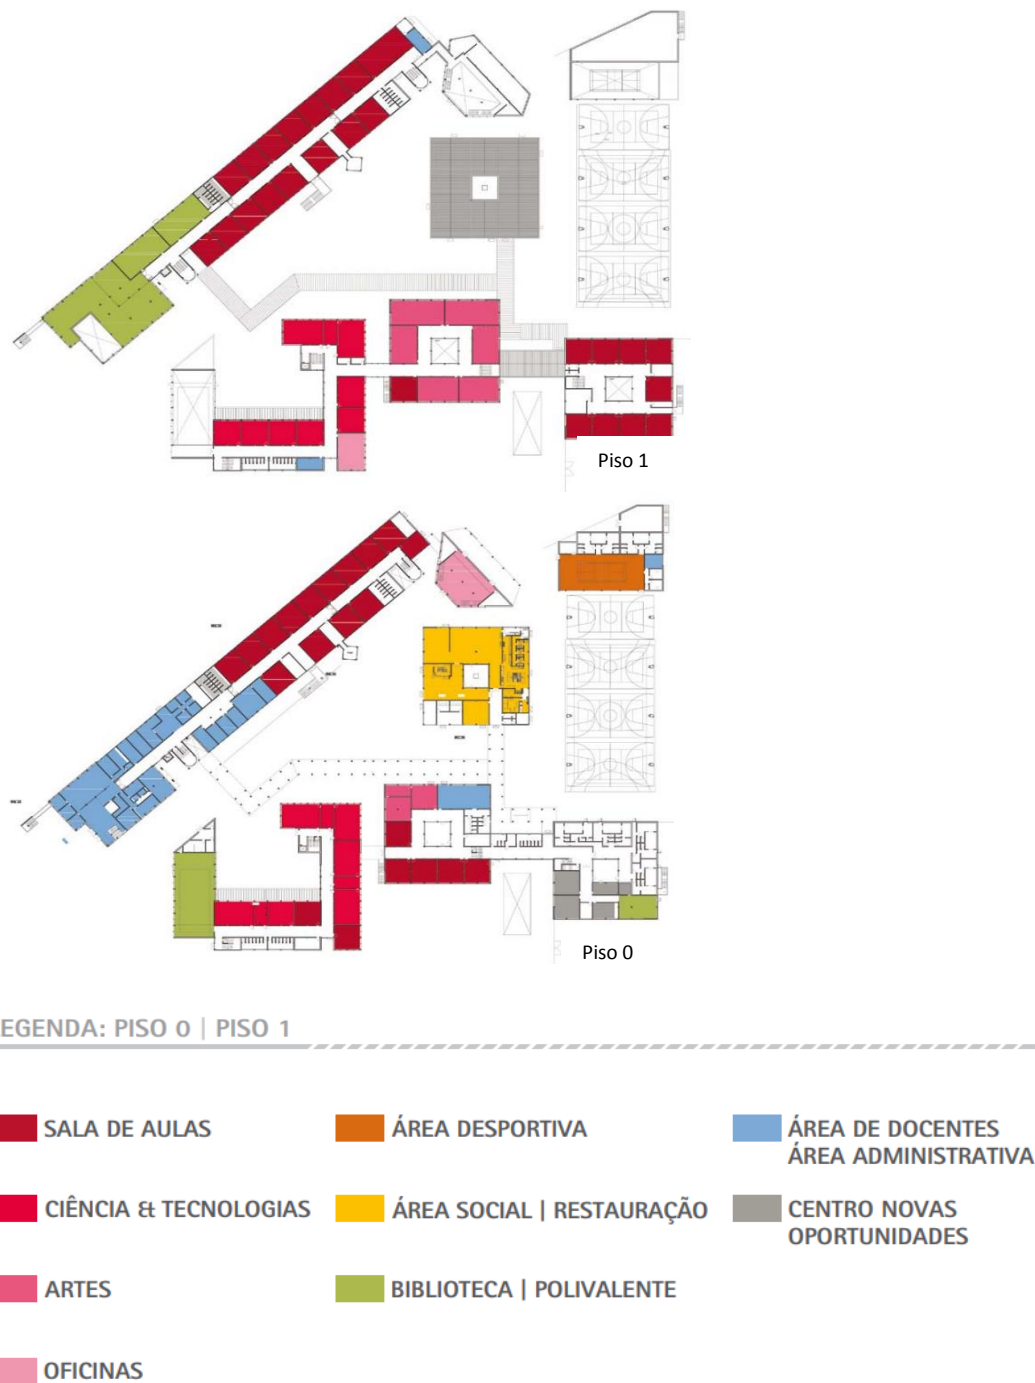 Piso 1
Piso 0
EGENDA: PISO 0 | PISO 1
SALA DE AULAS
ÁREA DESPORTIVA
ÁREA DE DOCENTES
ÁREA ADMINISTRATIVA
CIÊNCIA & TECNOLOGIAS
ÁREA SOCIAL | RESTAURAÇÃO
CENTRO NOVAS
OPORTUNIDADES
ARTES
BIBLIOTECA | POLIVALENTE
OFICINAS